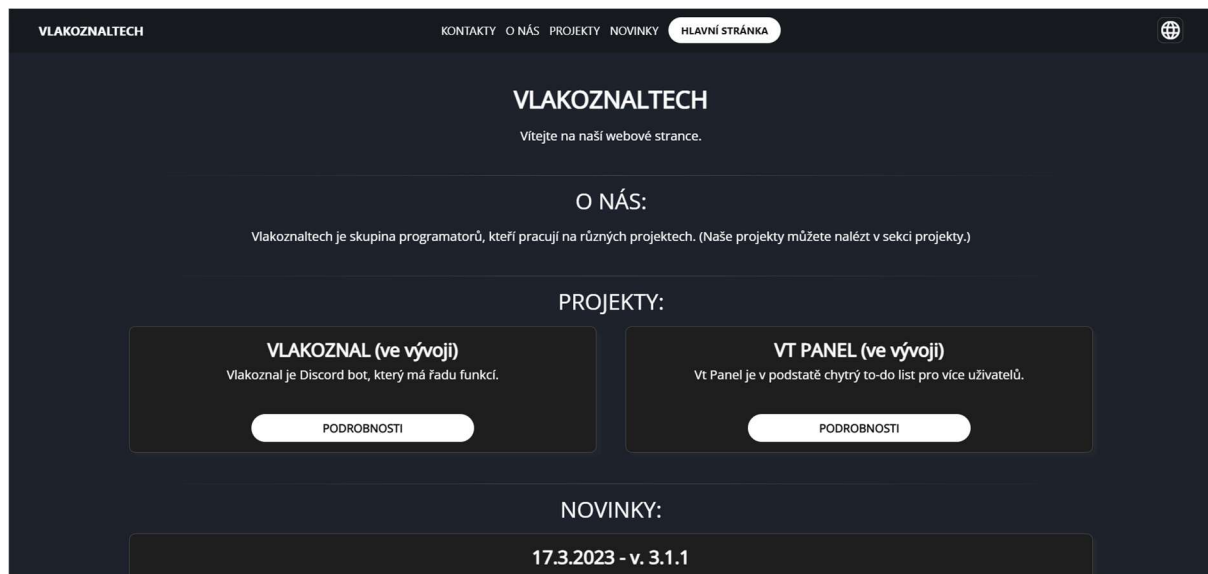 VLAKOZNALTECH
KONTAKTY O NÁS PROJEKTY NOVINKY HLAVNÍ STRÁNKA
VLAKOZNALTECH
Vítejte na naší webové strance.
O NÁS:
Vlakoznaltech je skupina programatorů, kteří pracují na různých projektech. (Naše projekty můžete nalézt v sekci projekty.)
PROJEKTY:
VLAKOZNAL (ve vývoji)
Vlakoznal je Discord bot, který má řadu funkcí.
PODROBNOSTI
VT PANEL (ve vývoji)
Vt Panel je v podstatě chytrý to-do list pro více uživatelů.
PODROBNOSTI
NOVINKY:
17.3.2023 - v. 3.1.1